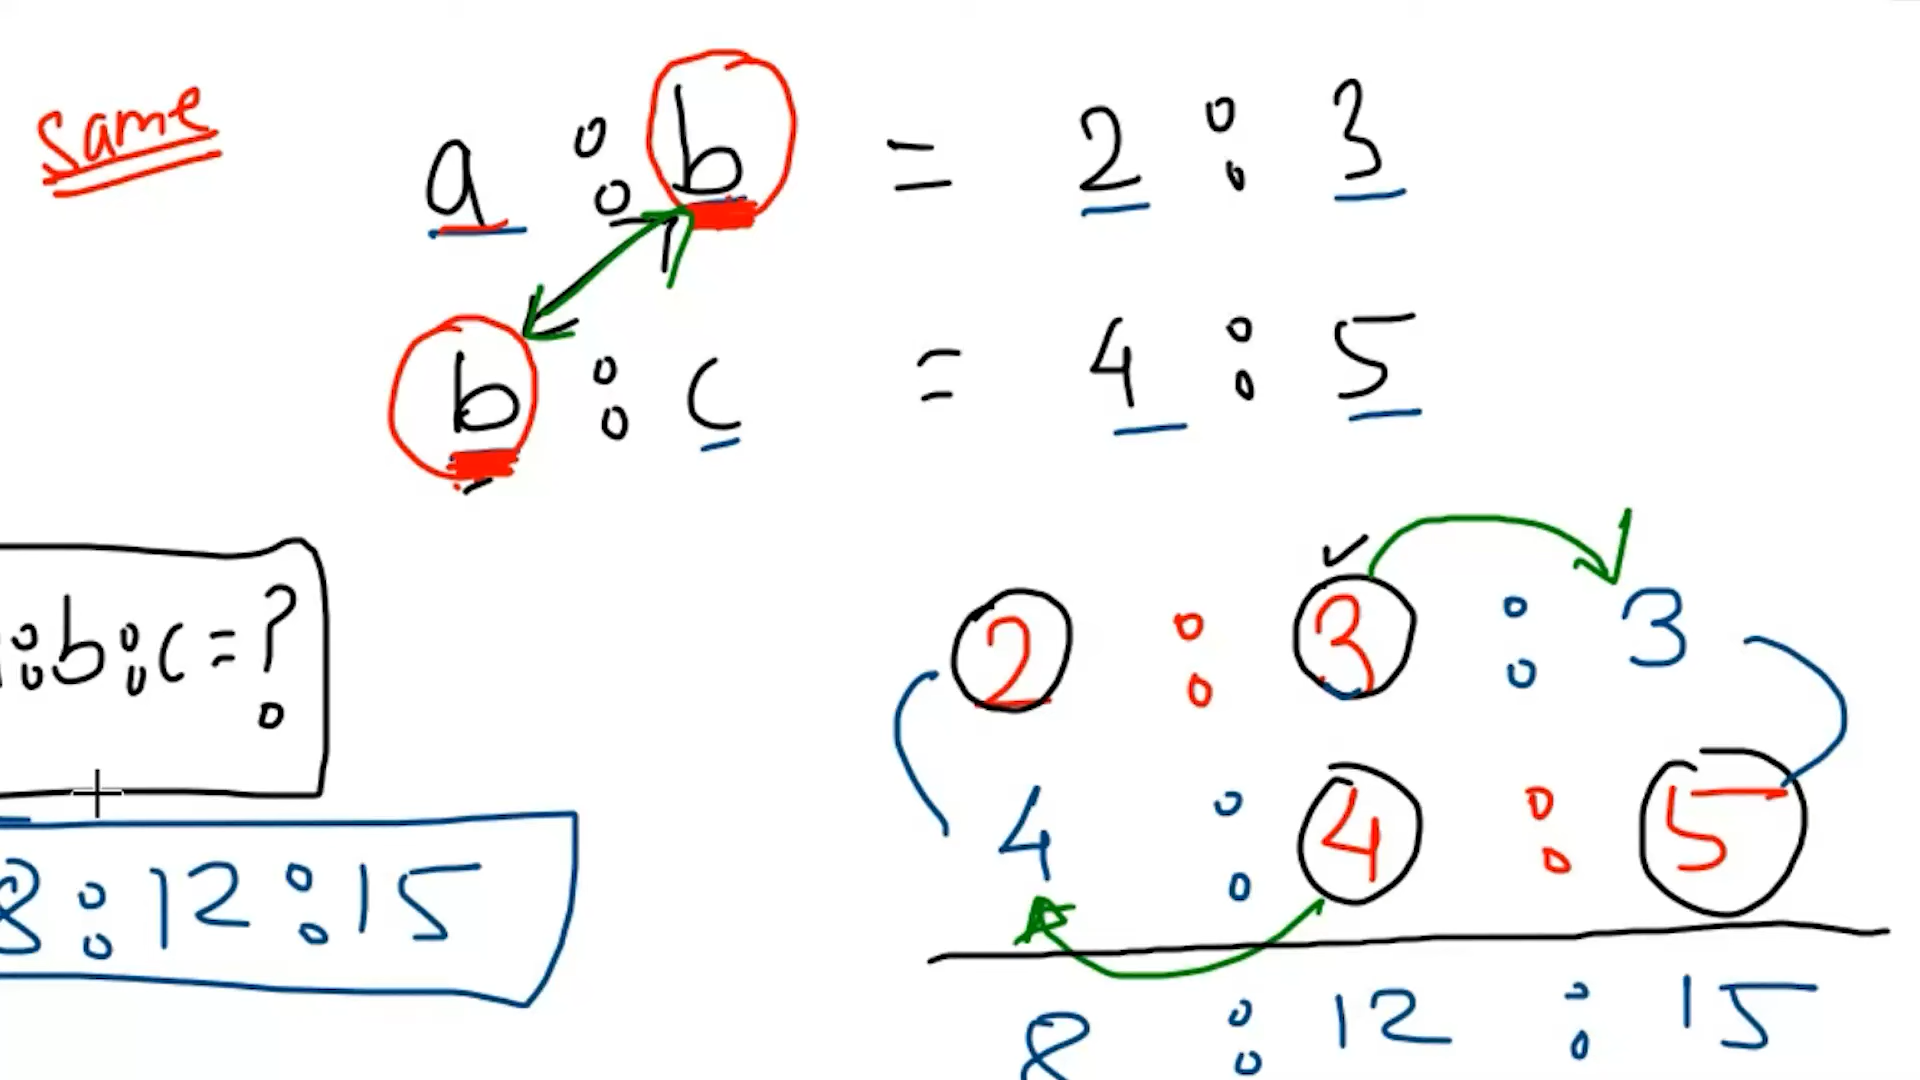 same
a : b = 2 : 3
b : c = 4 : 5
: b : c = ?
8 : 12 : 15
2 : 3 : 3
4 : 4 : 5
8 : 12 : 15